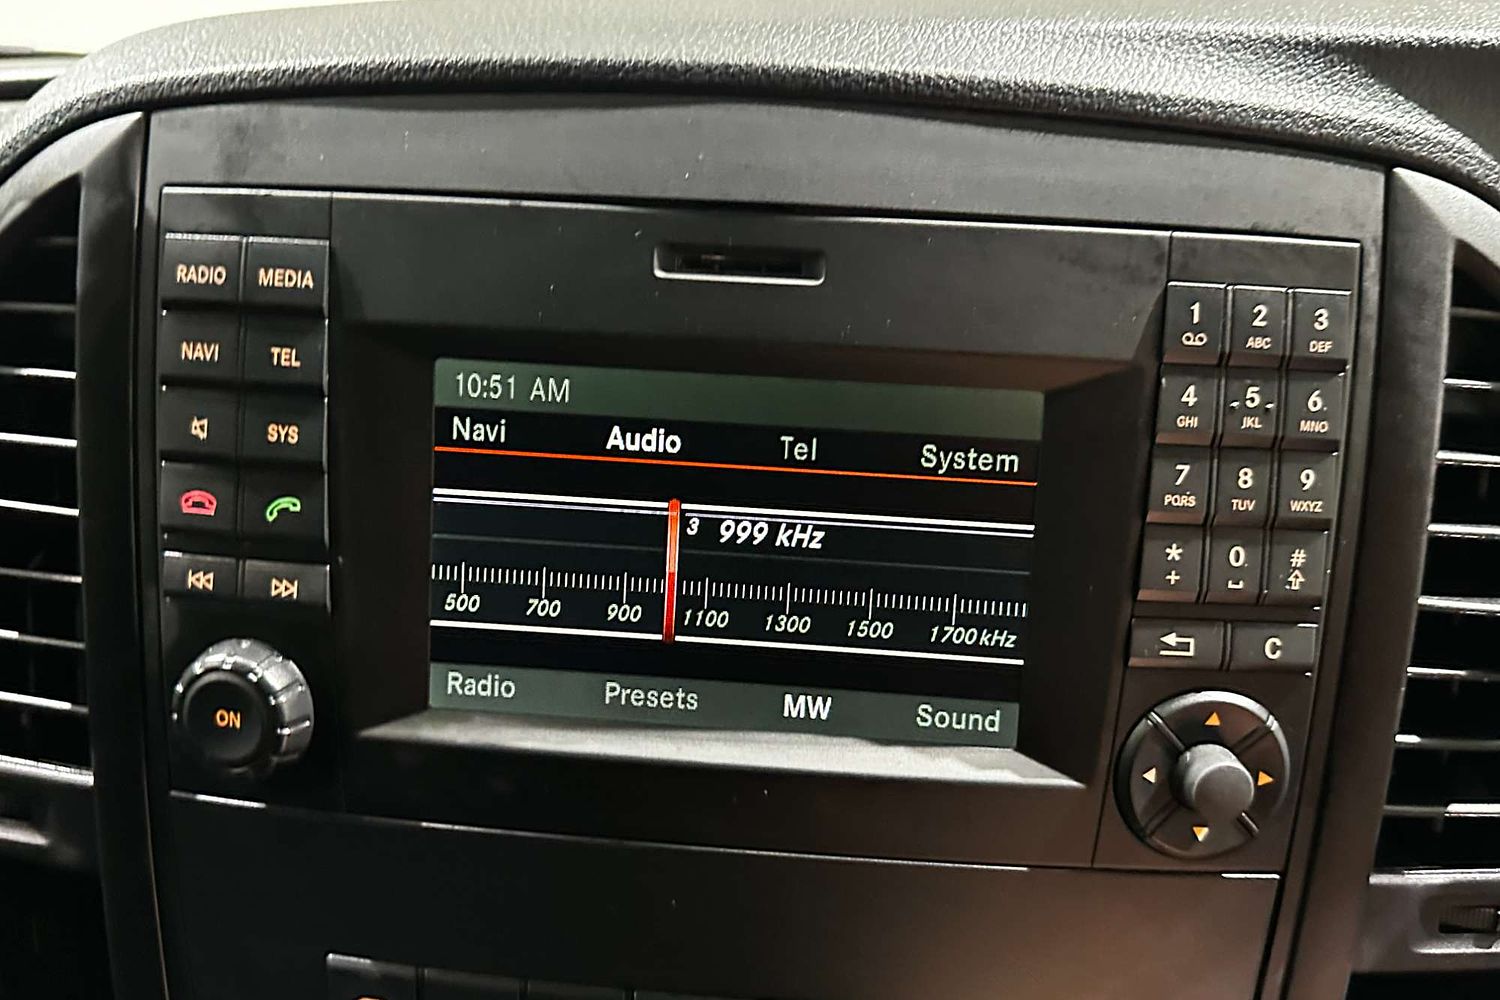 RADIO MEDIA
NAVI TEL
SYS
ON
10:51 AM
Navi Audio Tel System
3 999 kHz
500 700 900 1100 1300 1500 1700 kHz
Radio Presets MW Sound
1 2 3
ABC DEF
4 5 6
GHI JKL MNO
7 8 9
PQRS TUV WXYZ
* 0 #
+
C